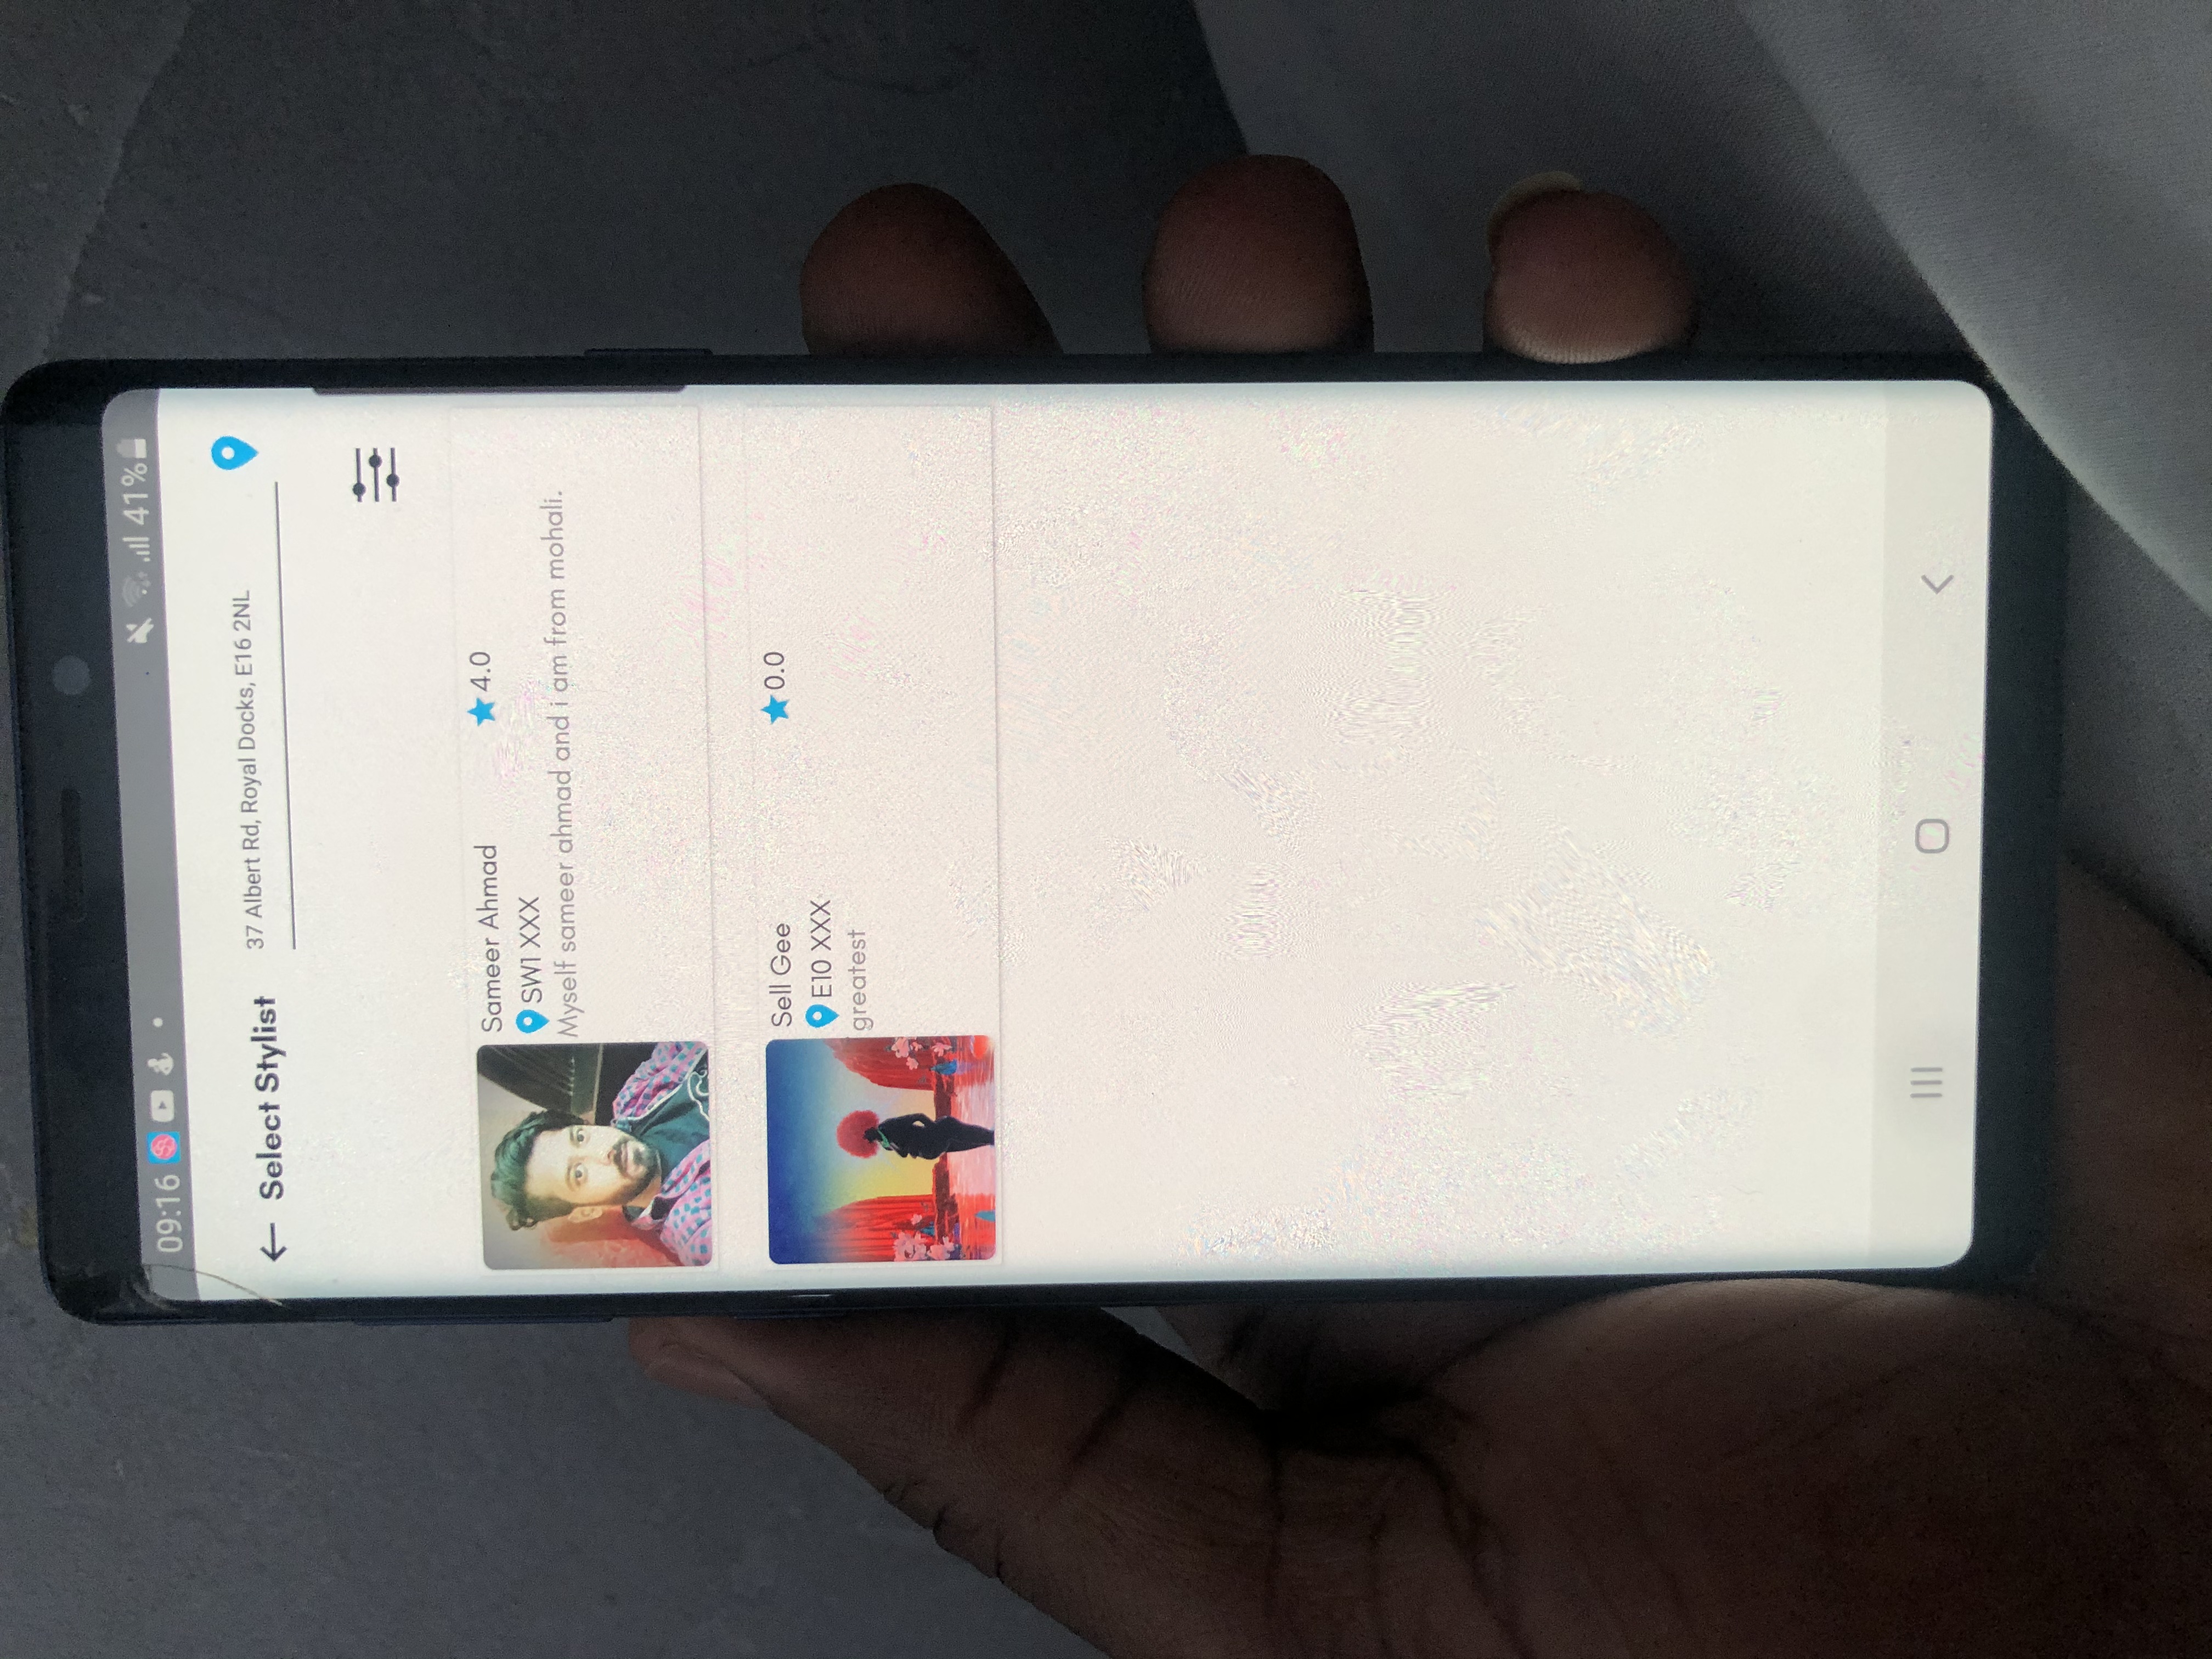 09:16
41%
Select Stylist
37 Albert Rd, Royal Docks, E16 2NL
Sameer Ahmad
4.0
SW1 XXX
Myself sameer ahmad and i am from mohali.
Sell Gee
0.0
E10 XXX
greatest